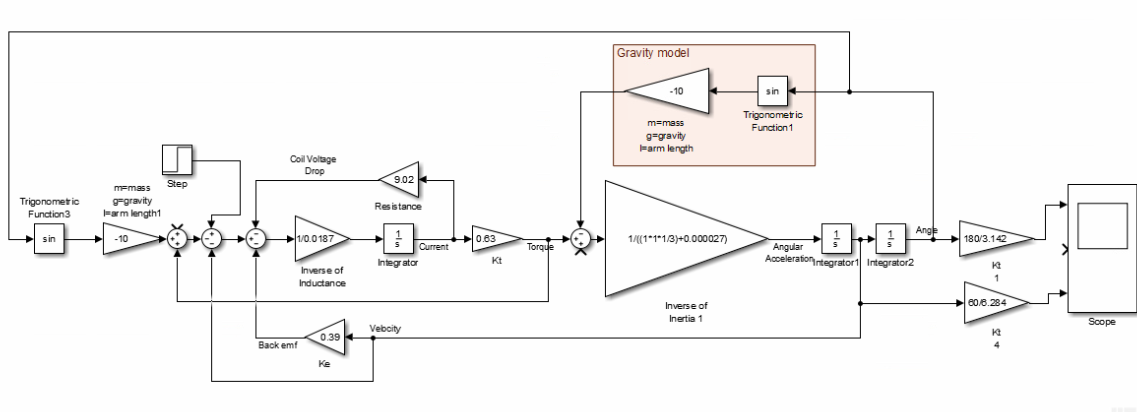 Gravity model
-10
sin
m=mass
g=gravity
l=arm length
Trigonometric
Function1
Step
Coil Voltage
Drop
9.02
Resistance
Trigonometric
Function3
sin
m=mass
g=gravity
l=arm length1
-10
1/0.0187
Inverse of
Inductance
1
s
Integrator
Current
0.63
Kt
Torque
1/((1*1*1/3)+0.000027)
Inverse of
Inertia 1
Angular
Acceleration
1
s
Integrator1
1
s
Integrator2
Angle
180/3.142
Kt
1
60/6.284
Kt
4
Scope
Velocity
0.39
Back emf
Ke